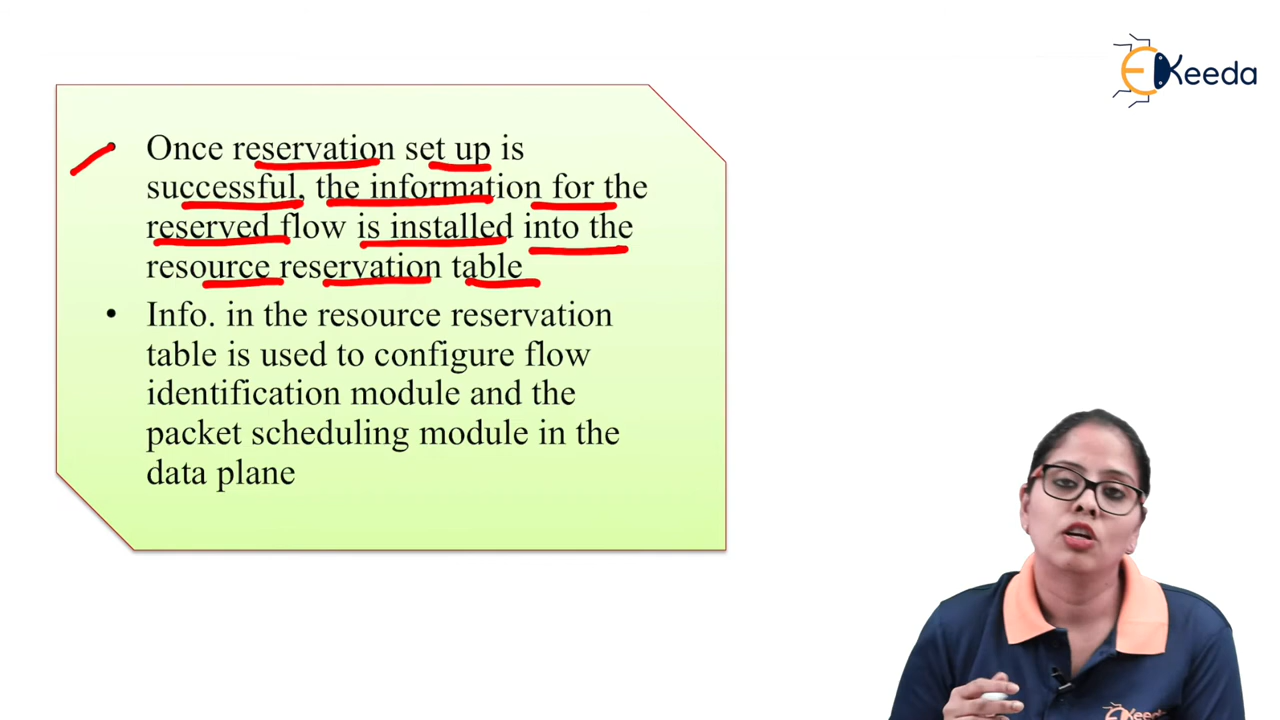 EKeeda
• Once reservation set up is
successful, the information for the
reserved flow is installed into the
resource reservation table
• Info. in the resource reservation
table is used to configure flow
identification module and the
packet scheduling module in the
data plane